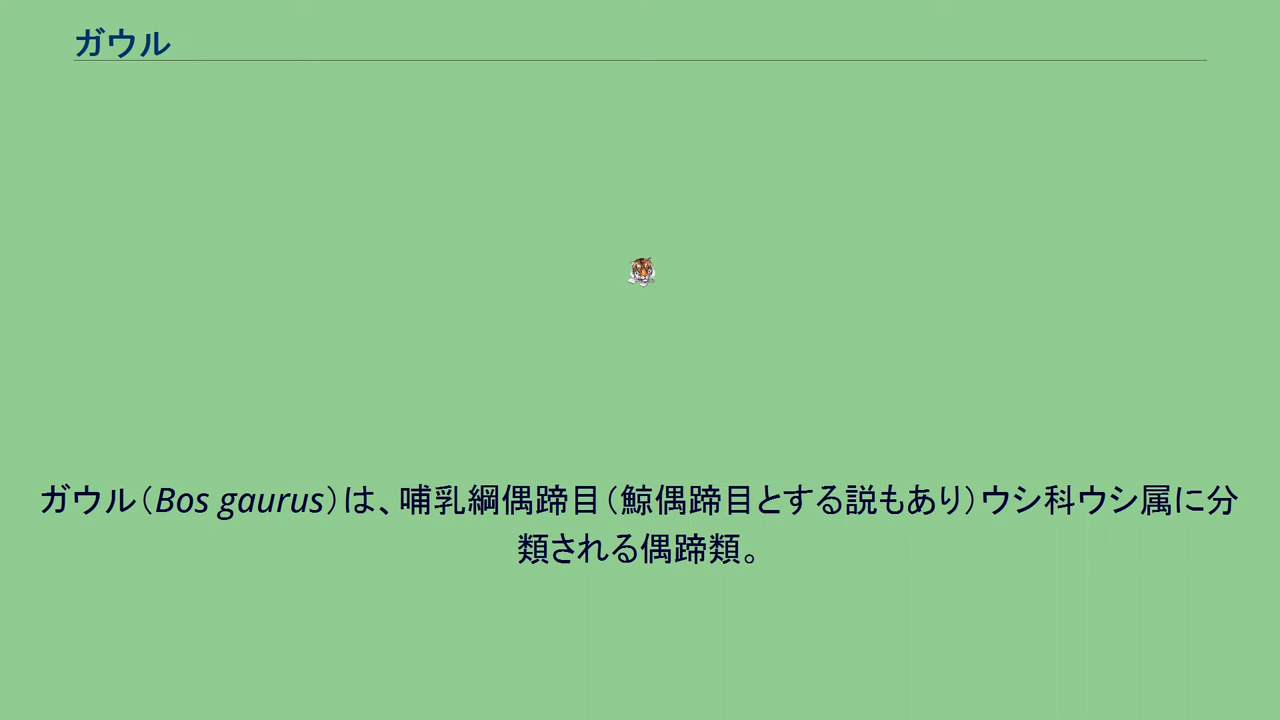 ガウル
ガウル（Bos gaurus）は、哺乳綱偶蹄目（鯨偶蹄目とする説もあり）ウシ科ウシ属に分
類される偶蹄類。